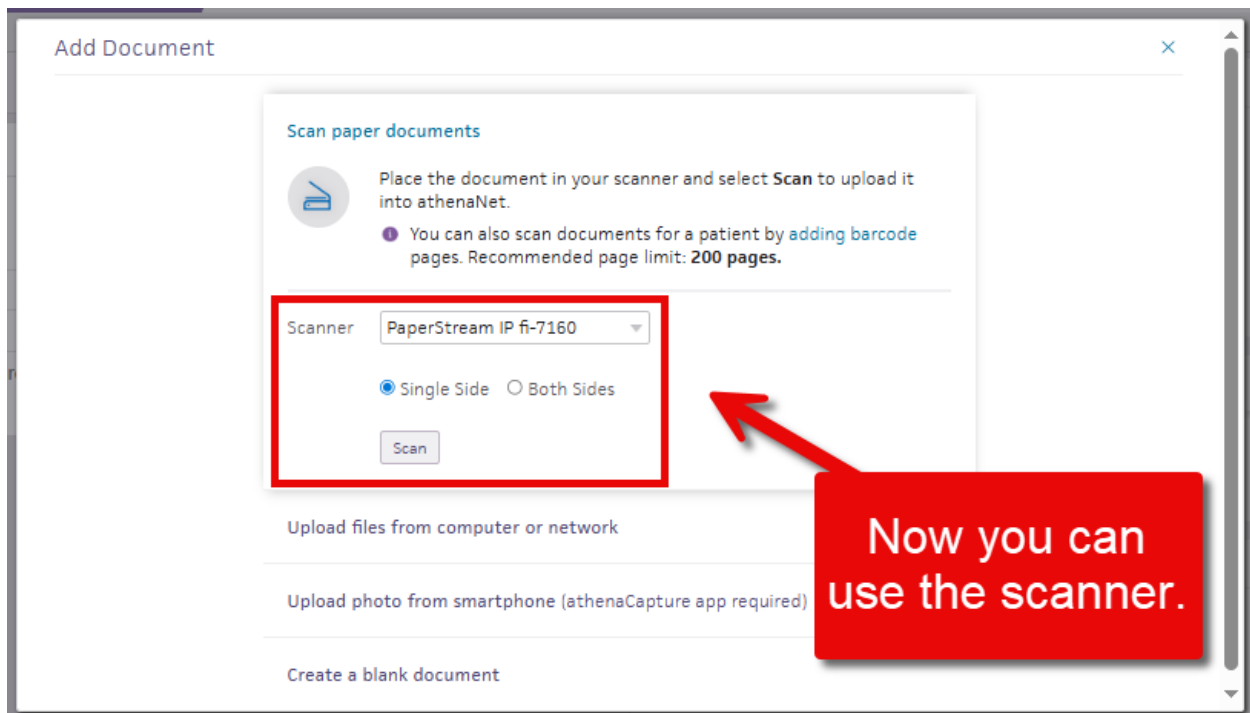 Add Document
Scan paper documents
Place the document in your scanner and select Scan to upload it
into athenaNet.
You can also scan documents for a patient by adding barcode
pages. Recommended page limit: 200 pages.
Scanner PaperStream IP fi-7160
Single Side Both Sides
Scan
Upload files from computer or network
Upload photo from smartphone (athenaCapture app required)
Create a blank document
Now you can
use the scanner.